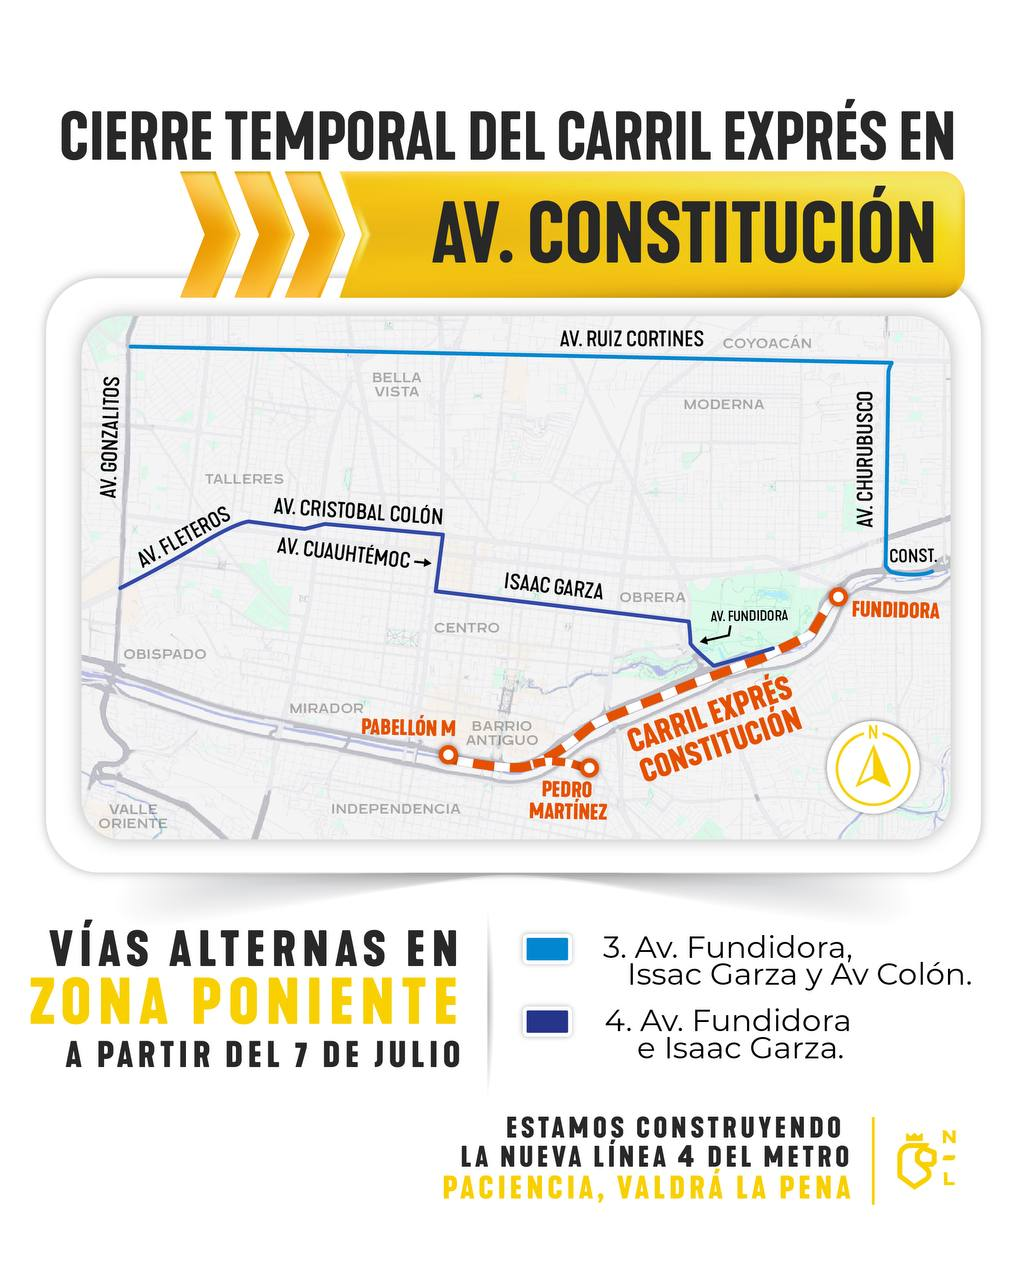 CIERRE TEMPORAL DEL CARRIL EXPRÉS EN
AV. CONSTITUCIÓN
AV. RUIZ CORTINES
COYOACÁN
BELLA
VISTA
MODERNA
AV. GONZALITOS
AV. CHURUBUSCO
TALLERES
AV. CRISTOBAL COLÓN
AV. FLETEROS
AV. CUAUHTÉMOC
CONST.
ISAAC GARZA
OBRERA
AV. FUNDIDORA
FUNDIDORA
CENTRO
OBISPADO
MIRADOR
PABELLÓN M
BARRIO
ANTIGUO
CARRIL EXPRÉS
CONSTITUCIÓN
N
PEDRO
MARTÍNEZ
VALLE
ORIENTE
INDEPENDENCIA
VÍAS ALTERNAS EN
ZONA PONIENTE
A PARTIR DEL 7 DE JULIO
3. Av. Fundidora,
Issac Garza y Av Colón.
4. Av. Fundidora
e Isaac Garza.
ESTAMOS CONSTRUYENDO
LA NUEVA LÍNEA 4 DEL METRO
PACIENCIA, VALDRÁ LA PENA
N
L